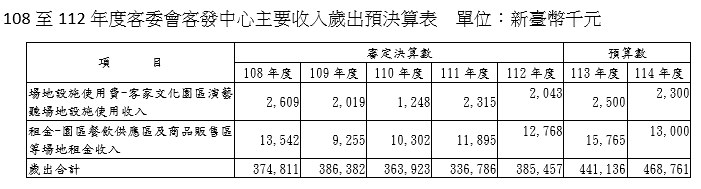 108 至 112 年度客委會客發中心主要收入歲出預決算表 單位：新臺幣千元
項 目 審定決算數 預算數
108 年度 109 年度 110 年度 111 年度 112 年度 113 年度 114 年度
場地設施使用費-客家文化園區演藝
聽場地設施使用收入 2,609 2,019 1,248 2,315 2,043 2,500 2,300
租金-園區餐飲供應區及商品販售區
等場地租金收入 13,542 9,255 10,302 11,895 12,768 15,765 13,000
歲出合計 374,811 386,382 363,923 336,786 385,457 441,136 468,761